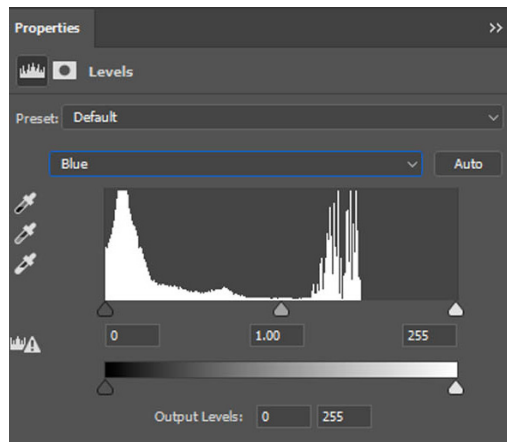 Properties
Levels
Preset: Default
Blue Auto
0 1.00 255
Output Levels: 0 255